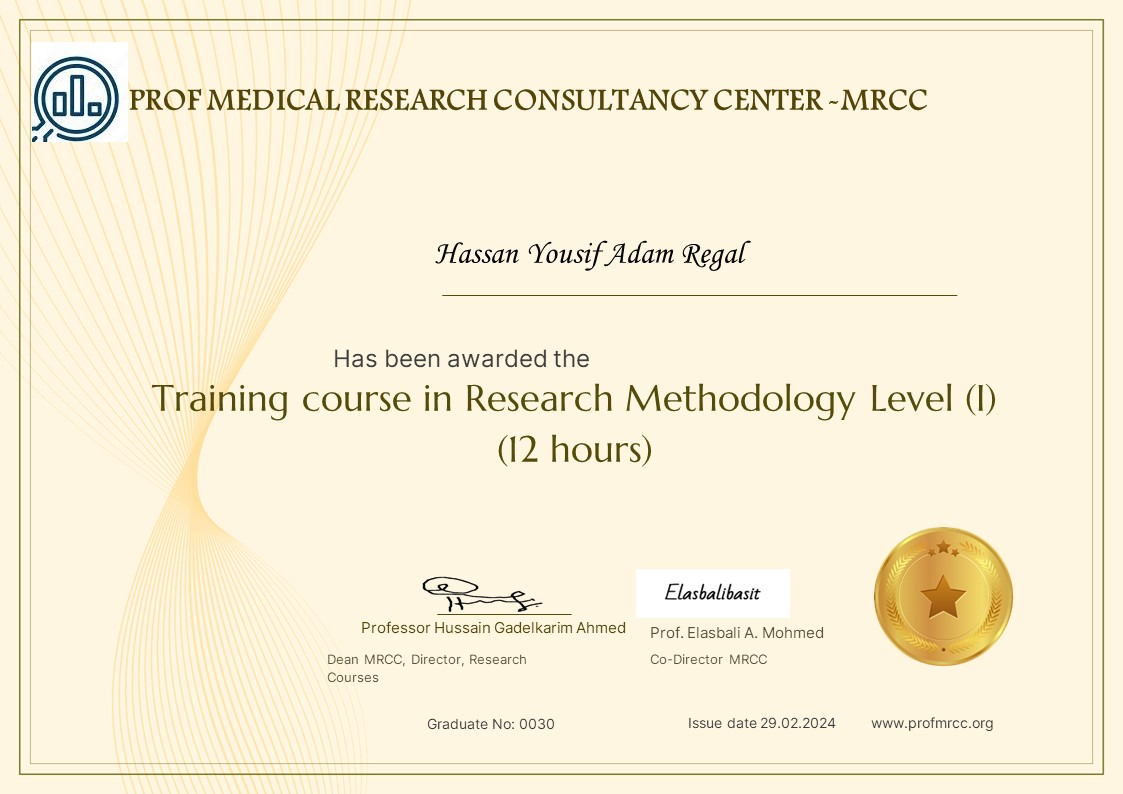 PROF MEDICAL RESEARCH CONSULTANCY CENTER ~MRCC
Hassan Yousif Adam Regal
Has been awarded the
Training course in Research Methodology Level (I)
(12 hours)
Elasbalibasit
Professor Hussain Gadelkarim Ahmed
Prof. Elasbali A. Mohmed
Dean MRCC, Director, Research
Courses
Co-Director MRCC
Graduate No: 0030
Issue date 29.02.2024
www.profmrcc.org